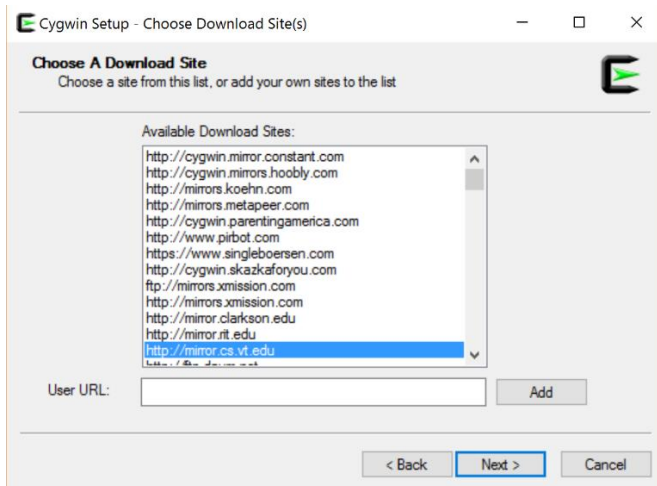 Cygwin Setup - Choose Download Site(s)
Choose A Download Site
Choose a site from this list, or add your own sites to the list
Available Download Sites:
http://cygwin.mirror.constant.com
http://cygwin.mirrors.hoobly.com
http://mirrors.koehn.com
http://mirrors.metapeer.com
http://cygwin.parentingamerica.com
http://www.pirbot.com
https://www.singleboersen.com
http://cygwin.skazkaforyou.com
ftp://mirrors.xmission.com
http://mirrors.xmission.com
http://mirror.clarkson.edu
http://mirror.rit.edu
http://mirror.cs.vt.edu
User URL:
Add
< Back
Next >
Cancel